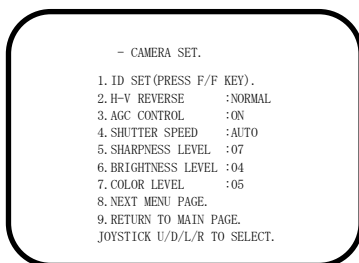 - CAMERA SET.
1. ID SET(PRESS F/F KEY).
2. H-V REVERSE :NORMAL
3. AGC CONTROL :ON
4. SHUTTER SPEED :AUTO
5. SHARPNESS LEVEL :07
6. BRIGHTNESS LEVEL :04
7. COLOR LEVEL :05
8. NEXT MENU PAGE.
9. RETURN TO MAIN PAGE.
JOYSTICK U/D/L/R TO SELECT.